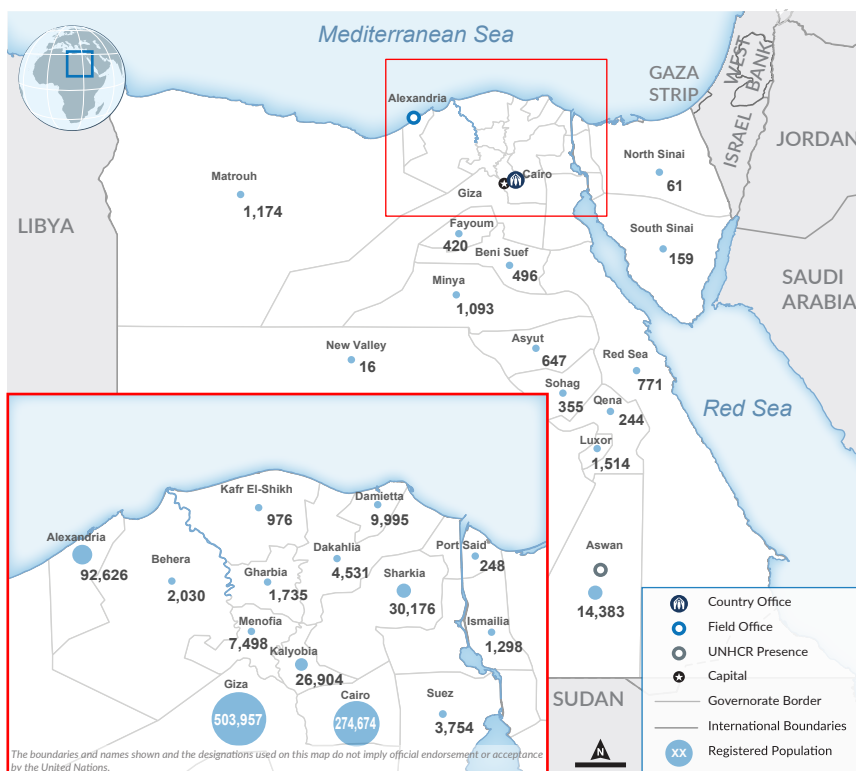 Mediterranean Sea
GAZA
STRIP
WEST
BANK
ISRAEL
JORDAN
LIBYA
SAUDI
ARABIA
Red Sea
SUDAN
Alexandria
Cairo
Giza
Matrouh
1,174
North Sinai
61
South Sinai
159
Fayoum
420
Beni Suef
496
Minya
1,093
New Valley
16
Asyut
647
Red Sea
771
Sohag
355
Qena
244
Luxor
1,514
Aswan
14,383
Kafr El-Shikh
976
Damietta
9,995
Alexandria
92,626
Behera
2,030
Gharbia
1,735
Dakahlia
4,531
Port Said
248
Sharkia
30,176
Menofia
7,498
Kalyobia
26,904
Ismailia
1,298
Giza
503,957
Cairo
274,674
Suez
3,754
The boundaries and names shown and the designations used on this map do not imply official endorsement or acceptance
by the United Nations.
Country Office
Field Office
UNHCR Presence
Capital
Governorate Border
International Boundaries
XX Registered Population
N